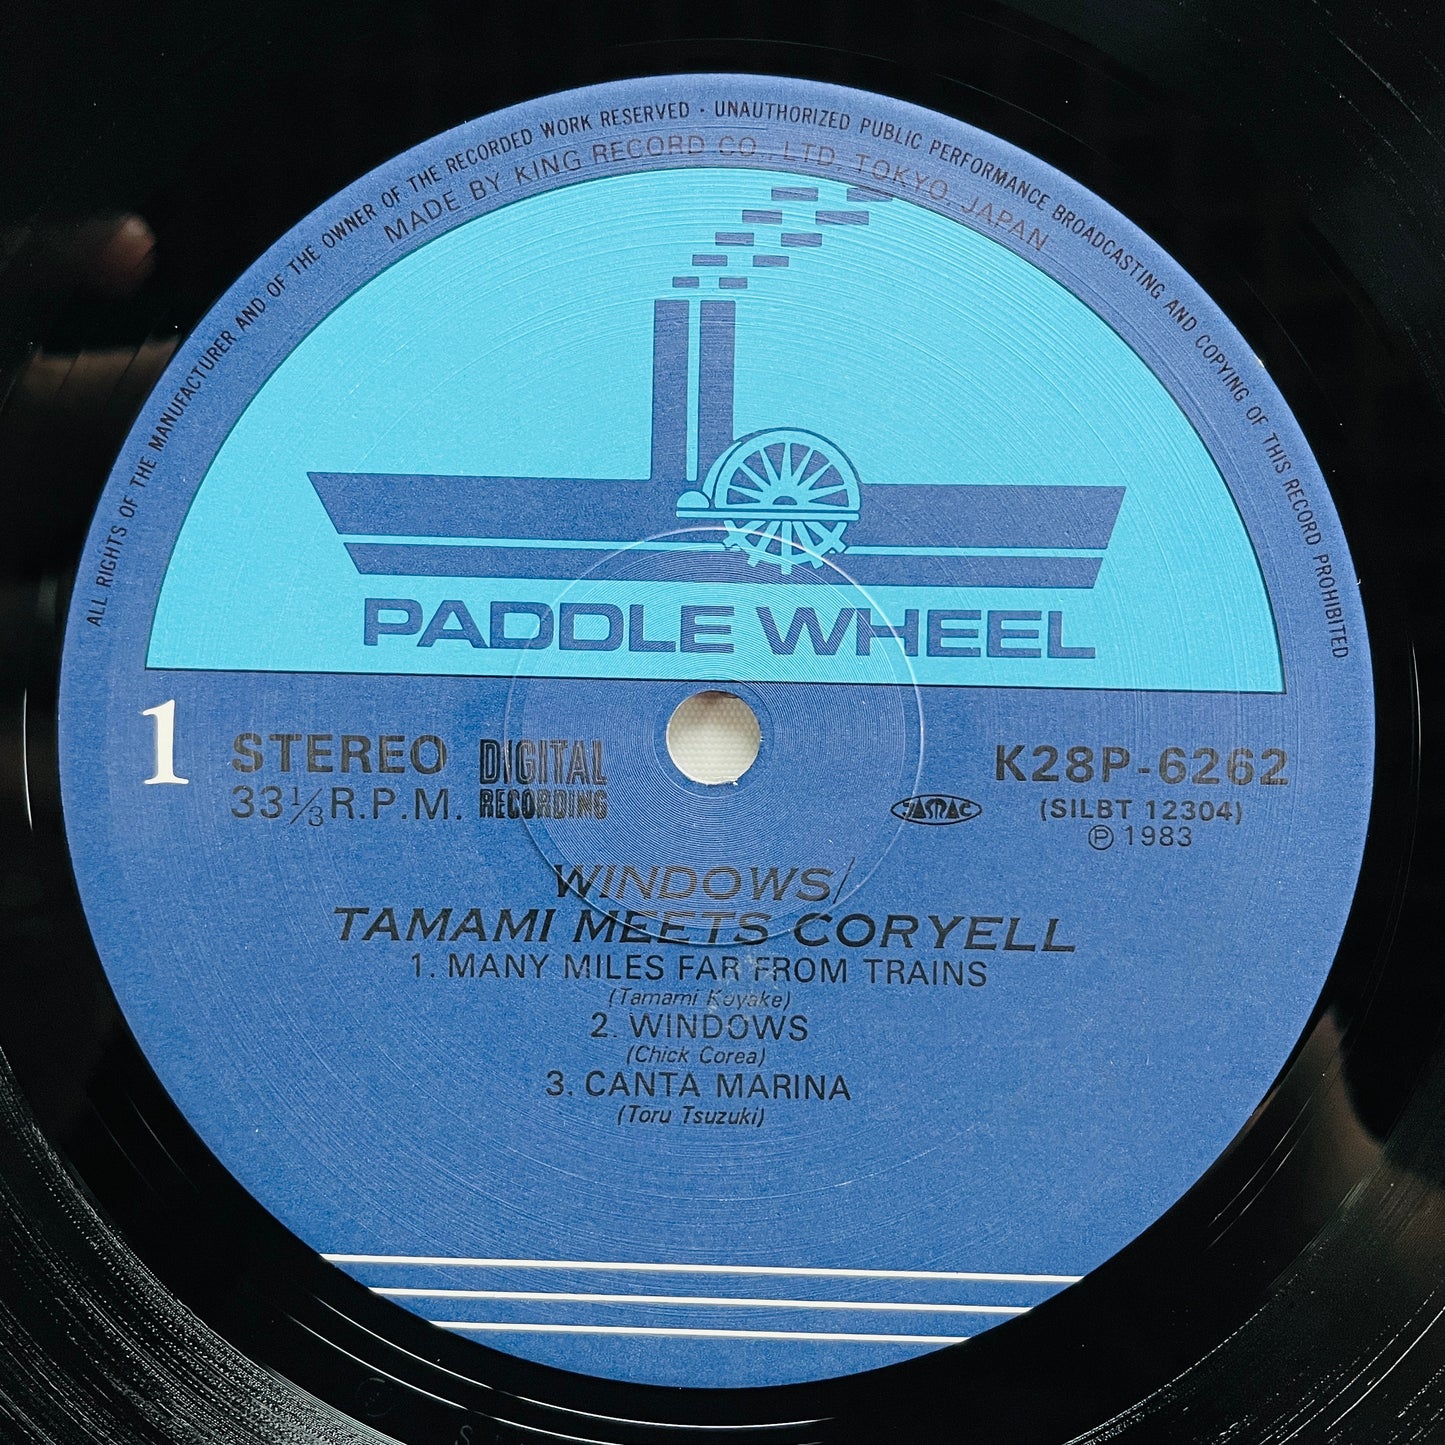 ALL RIGHTS OF THE MANUFACTURER AND OF THE OWNER OF THE RECORDED WORK RESERVED · UNAUTHORIZED PUBLIC PERFORMANCE BROADCASTING AND COPYING OF THIS RECORD PROHIBITED
MADE BY KING RECORD CO., LTD. TOKYO, JAPAN
PADDLE WHEEL
1
STEREO
33⅓ R.P.M.
DIGITAL
RECORDING
JASRAC
K28P-6262
(SILBT 12304)
Ⓟ 1983
WINDOWS/
TAMAMI MEETS CORYELL
1. MANY MILES FAR FROM TRAINS
(Tamami Koyake)
2. WINDOWS
(Chick Corea)
3. CANTA MARINA
(Toru Tsuzuki)